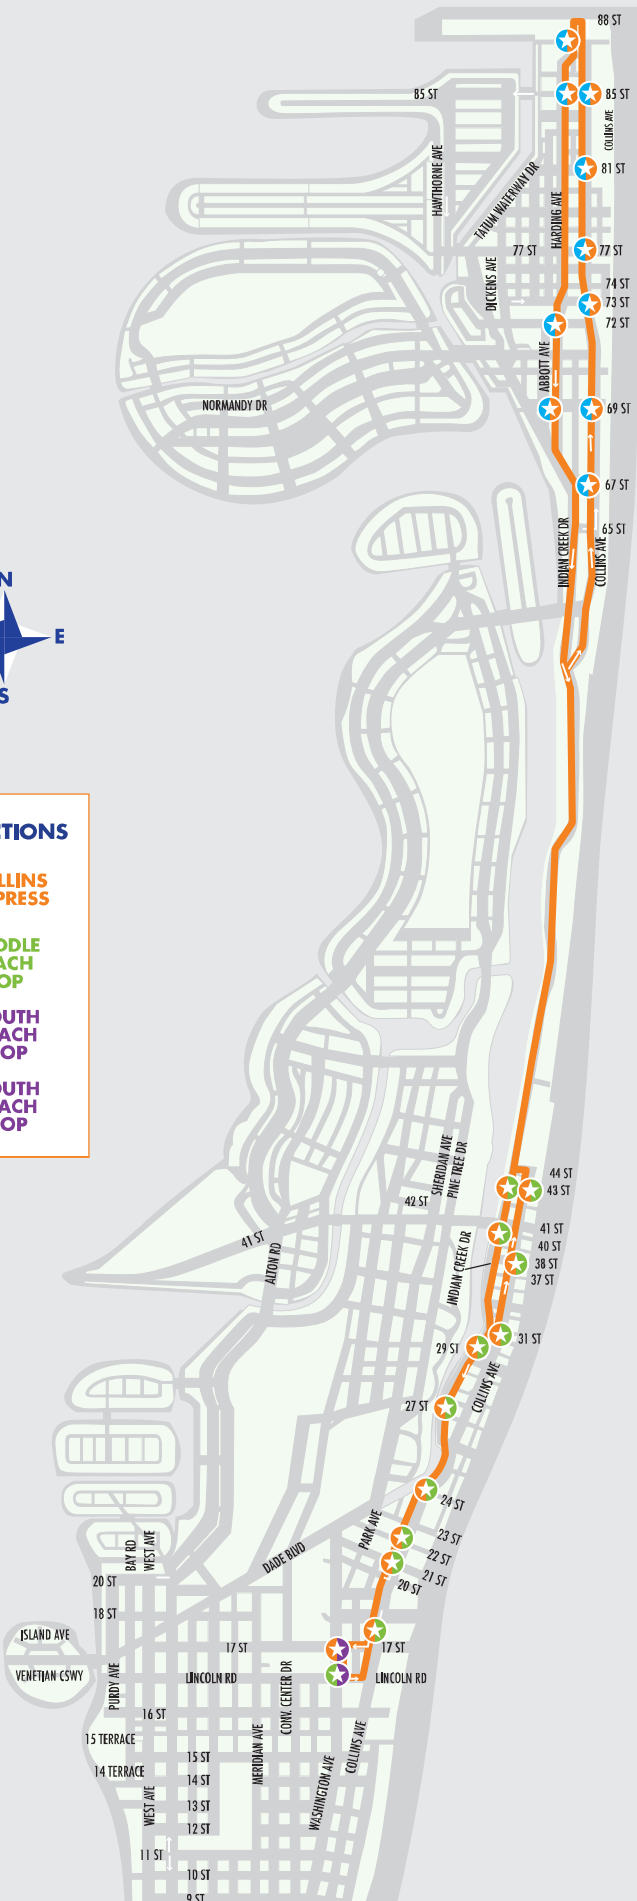 88 ST
85 ST
85 ST
COLLINS AVE
HAWTHORNE AVE
TATUM WATERWAY DR
HARDING AVE
81 ST
77 ST
77 ST
DICKENS AVE
74 ST
73 ST
72 ST
ABBOTT AVE
NORMANDY DR
69 ST
67 ST
65 ST
INDIAN CREEK DR
COLLINS AVE
N
E
S
CTIONS
LLINS
PRESS
DDLE
ACH
OP
OUTH
ACH
OP
OUTH
ACH
OP
SHERIDAN AVE
PINE TREE DR
44 ST
43 ST
42 ST
41 ST
41 ST
40 ST
38 ST
37 ST
ALTON RD
INDIAN CREEK DR
31 ST
29 ST
COLLINS AVE
27 ST
24 ST
PARK AVE
23 ST
22 ST
21 ST
20 ST
DADE BLVD
BAY RD
WEST AVE
20 ST
18 ST
ISLAND AVE
VENETIAN CSWY
PURDY AVE
17 ST
17 ST
LINCOLN RD
LINCOLN RD
CONV. CENTER DR
16 ST
15 TERRACE
MERIDIAN AVE
COLLINS AVE
15 ST
14 TERRACE
14 ST
WASHINGTON AVE
WEST AVE
13 ST
12 ST
11 ST
10 ST
9 ST